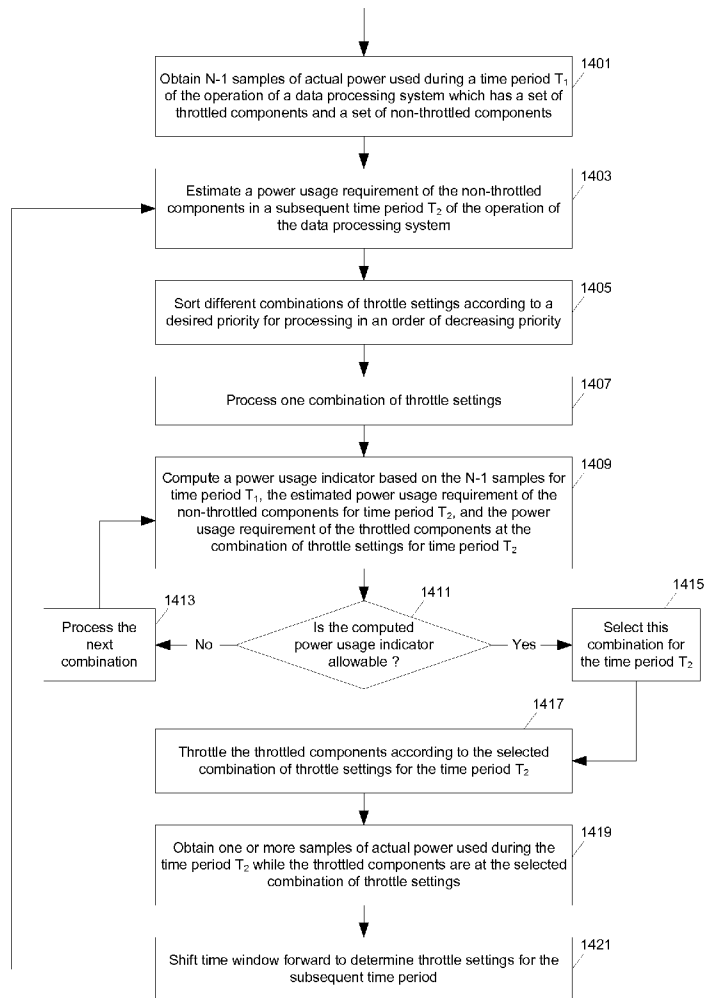 1401
Obtain N-1 samples of actual power used during a time period T₁
of the operation of a data processing system which has a set of
throttled components and a set of non-throttled components
1403
Estimate a power usage requirement of the non-throttled
components in a subsequent time period T₂ of the operation of
the data processing system
1405
Sort different combinations of throttle settings according to a
desired priority for processing in an order of decreasing priority
1407
Process one combination of throttle settings
1409
Compute a power usage indicator based on the N-1 samples for
time period T₁, the estimated power usage requirement of the
non-throttled components for time period T₂, and the power
usage requirement of the throttled components at the
combination of throttle settings for time period T₂
1411
Is the computed
power usage indicator
allowable ?
No
Yes
1413
Process the
next
combination
1415
Select this
combination for
the time period T₂
1417
Throttle the throttled components according to the selected
combination of throttle settings for the time period T₂
1419
Obtain one or more samples of actual power used during the
time period T₂ while the throttled components are at the selected
combination of throttle settings
1421
Shift time window forward to determine throttle settings for the
subsequent time period